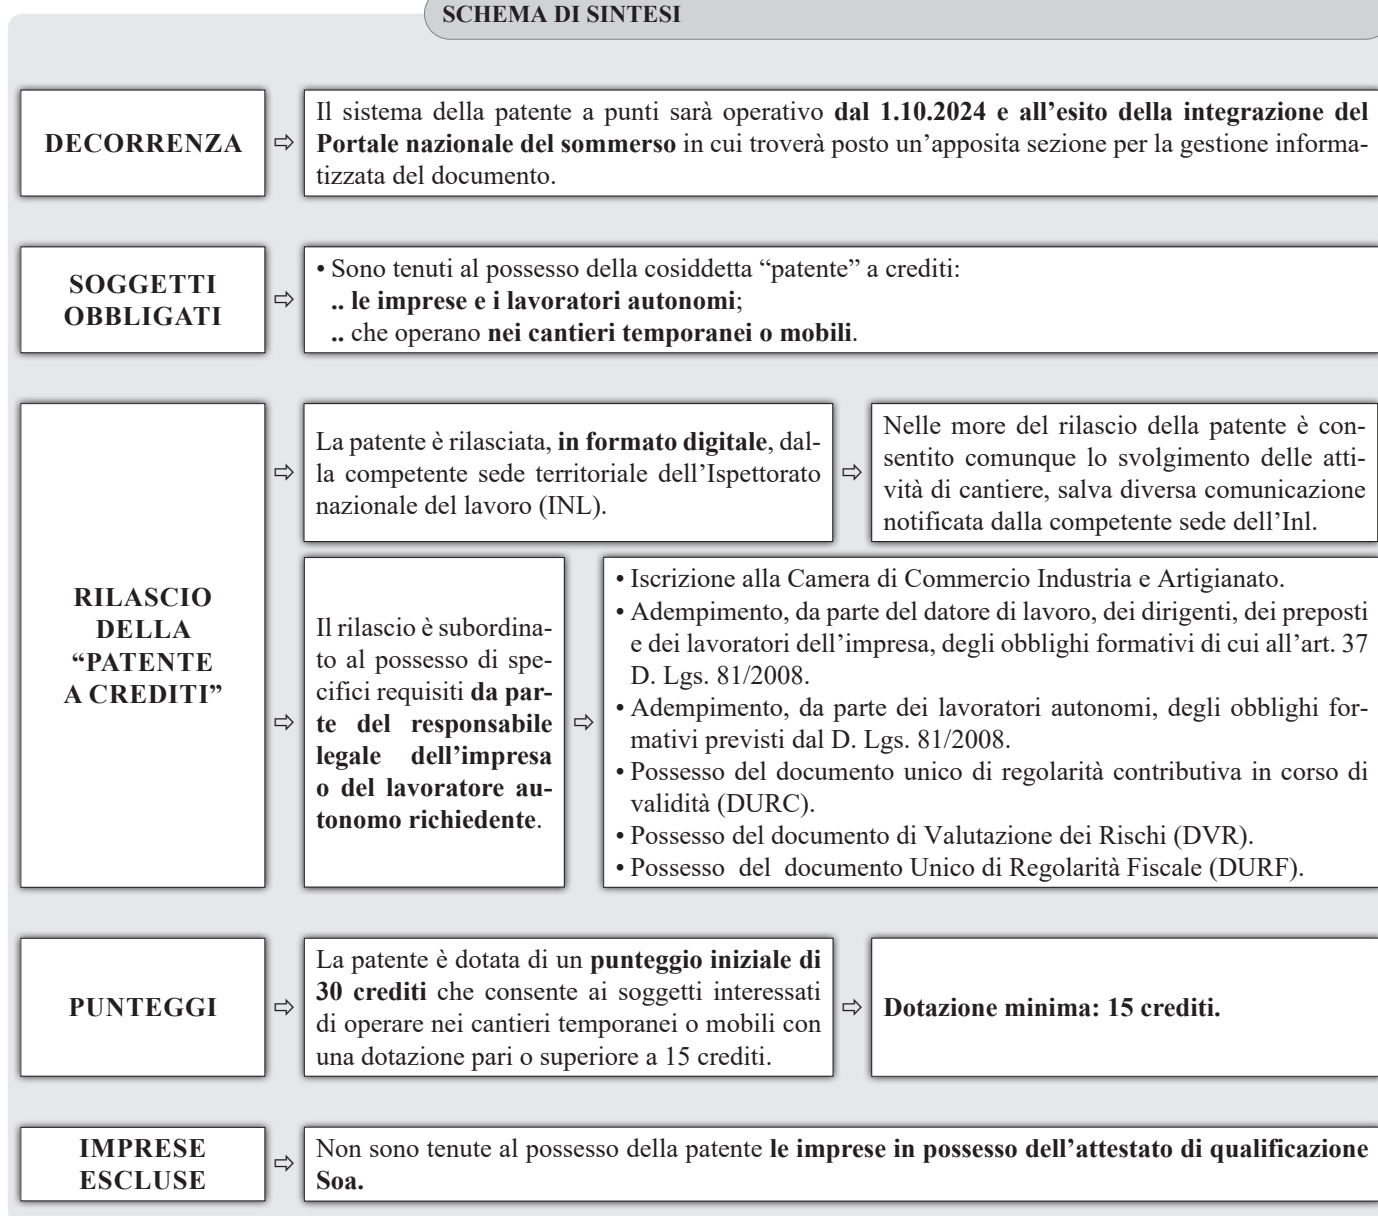 SCHEMA DI SINTESI
DECORRENZA
⇨
Il sistema della patente a punti sarà operativo dal 1.10.2024 e all’esito della integrazione del
Portale nazionale del sommerso in cui troverà posto un’apposita sezione per la gestione informa-
tizzata del documento.
SOGGETTI
OBBLIGATI
⇨
• Sono tenuti al possesso della cosiddetta “patente” a crediti:
.. le imprese e i lavoratori autonomi;
.. che operano nei cantieri temporanei o mobili.
RILASCIO
DELLA
“PATENTE
A CREDITI”
⇨
La patente è rilasciata, in formato digitale, dal-
la competente sede territoriale dell’Ispettorato
nazionale del lavoro (INL).
⇨
Nelle more del rilascio della patente è con-
sentito comunque lo svolgimento delle atti-
vità di cantiere, salva diversa comunicazione
notificata dalla competente sede dell’Inl.
⇨
Il rilascio è subordina-
to al possesso di spe-
cifici requisiti da par-
te del responsabile
legale dell’impresa
o del lavoratore au-
tonomo richiedente.
⇨
• Iscrizione alla Camera di Commercio Industria e Artigianato.
• Adempimento, da parte del datore di lavoro, dei dirigenti, dei preposti
e dei lavoratori dell’impresa, degli obblighi formativi di cui all’art. 37
D. Lgs. 81/2008.
• Adempimento, da parte dei lavoratori autonomi, degli obblighi for-
mativi previsti dal D. Lgs. 81/2008.
• Possesso del documento unico di regolarità contributiva in corso di
validità (DURC).
• Possesso del documento di Valutazione dei Rischi (DVR).
• Possesso del documento Unico di Regolarità Fiscale (DURF).
PUNTEGGI
⇨
La patente è dotata di un punteggio iniziale di
30 crediti che consente ai soggetti interessati
di operare nei cantieri temporanei o mobili con
una dotazione pari o superiore a 15 crediti.
⇨
Dotazione minima: 15 crediti.
IMPRESE
ESCLUSE
⇨
Non sono tenute al possesso della patente le imprese in possesso dell’attestato di qualificazione
Soa.